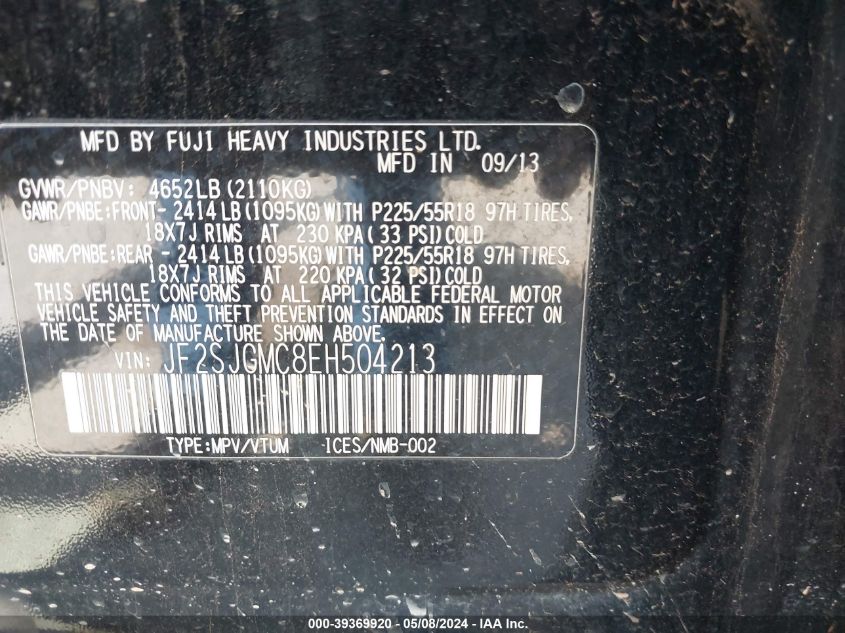 MFD BY FUJI HEAVY INDUSTRIES LTD.
MFD IN 09/13
GVWR/PNBV: 4652LB (2110KG)
GAWR/PNBE:FRONT- 2414 LB (1095KG) WITH P225/55R18 97H TIRES,
18X7J RIMS AT 230 KPA ( 33 PSI) COLD
GAWR/PNBE:REAR - 2414 LB (1095KG) WITH P225/55R18 97H TIRES,
18X7J RIMS AT 220 KPA ( 32 PSI) COLD
THIS VEHICLE CONFORMS TO ALL APPLICABLE FEDERAL MOTOR
VEHICLE SAFETY AND THEFT PREVENTION STANDARDS IN EFFECT ON
THE DATE OF MANUFACTURE SHOWN ABOVE.
VIN: JF2SJGMC8EH504213
TYPE:MPV/VTUM ICES/NMB-002
000-39369920 - 05/08/2024 - IAA Inc.